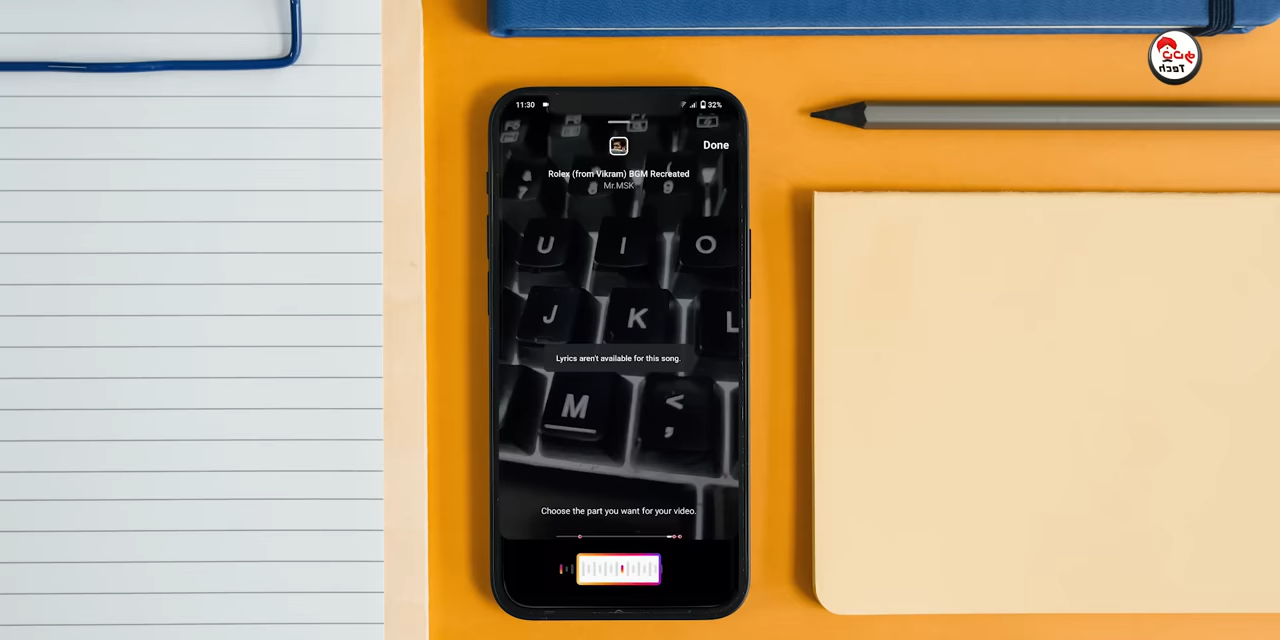 11:30
32%
Done
Rolex (from Vikram) BGM Recreated
Mr.MSK
U I O
J K L
Lyrics aren't available for this song.
M <
,
Choose the part you want for your video.
Tech